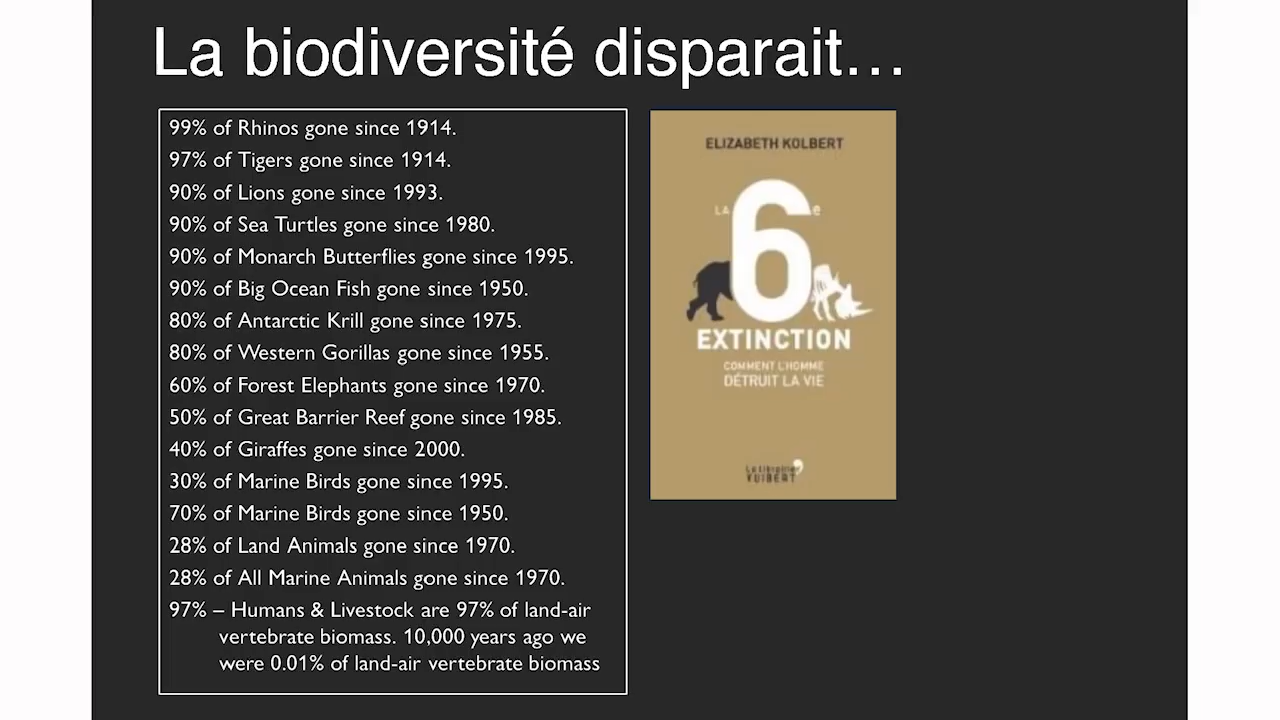 La biodiversité disparait...
99% of Rhinos gone since 1914.
97% of Tigers gone since 1914.
90% of Lions gone since 1993.
90% of Sea Turtles gone since 1980.
90% of Monarch Butterflies gone since 1995.
90% of Big Ocean Fish gone since 1950.
80% of Antarctic Krill gone since 1975.
80% of Western Gorillas gone since 1955.
60% of Forest Elephants gone since 1970.
50% of Great Barrier Reef gone since 1985.
40% of Giraffes gone since 2000.
30% of Marine Birds gone since 1995.
70% of Marine Birds gone since 1950.
28% of Land Animals gone since 1970.
28% of All Marine Animals gone since 1970.
97% – Humans & Livestock are 97% of land-air
vertebrate biomass. 10,000 years ago we
were 0.01% of land-air vertebrate biomass
ELIZABETH KOLBERT
LA 6e
EXTINCTION
COMMENT L'HOMME
DÉTRUIT LA VIE
La librairie
VUIBERT